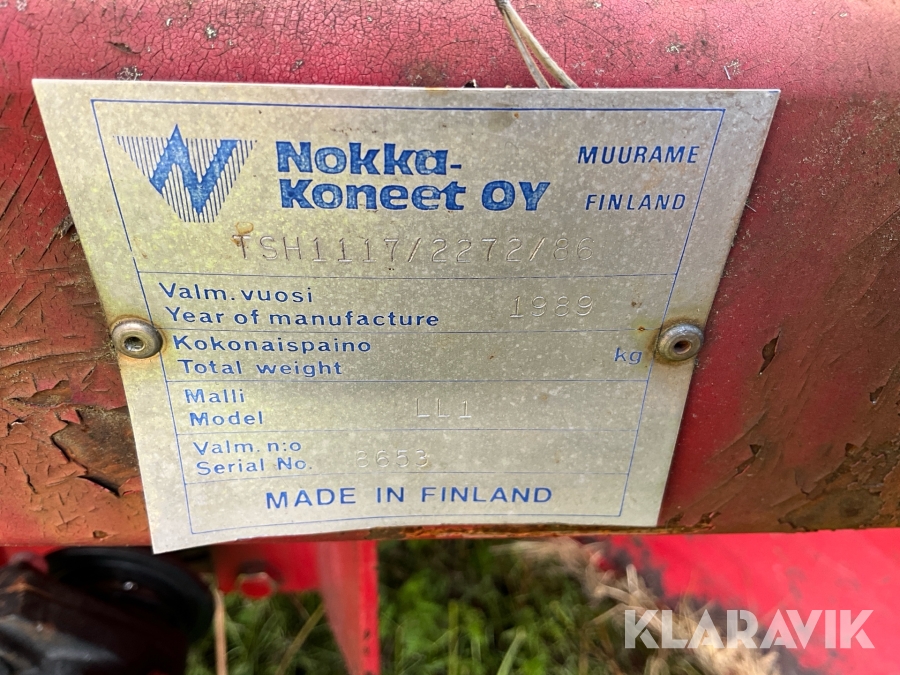 Nokka-
Koneet OY
MUURAME
FINLAND
TSH1117/2272/86
Valm. vuosi
Year of manufacture
1989
Kokonaispaino
Total weight
kg
Malli
Model
LL1
Valm. n:o
Serial No.
MADE IN FINLAND
KLARAVIK